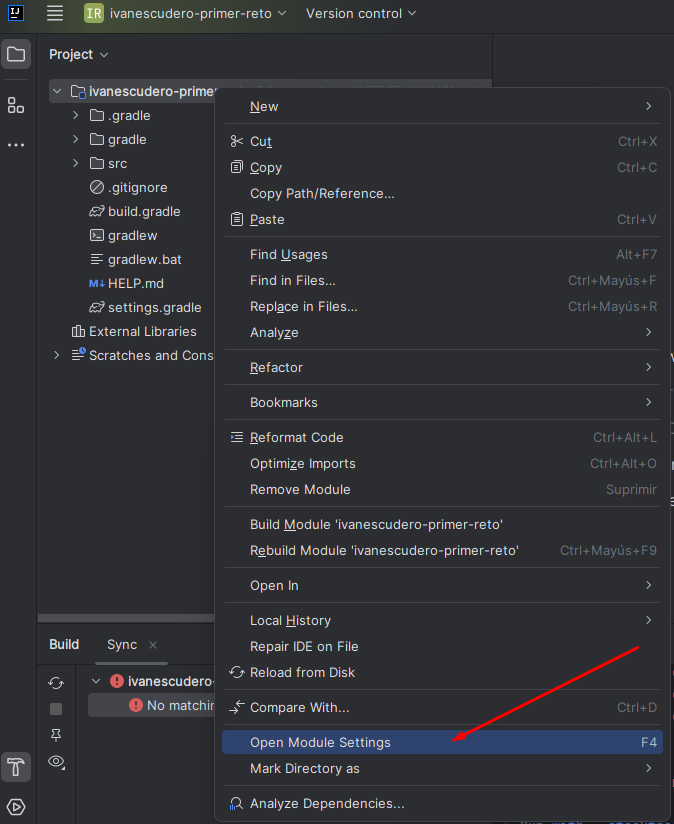 IJ
IR ivanescudero-primer-reto Version control
Project
ivanescudero-primer
.gradle
gradle
src
.gitignore
build.gradle
gradlew
gradlew.bat
M↓ HELP.md
settings.gradle
External Libraries
Scratches and Cons
New
Cut Ctrl+X
Copy Ctrl+C
Copy Path/Reference...
Paste Ctrl+V
Find Usages Alt+F7
Find in Files... Ctrl+Mayús+F
Replace in Files... Ctrl+Mayús+R
Analyze
Refactor
Bookmarks
Reformat Code Ctrl+Alt+L
Optimize Imports Ctrl+Alt+O
Remove Module Suprimir
Build Module 'ivanescudero-primer-reto'
Rebuild Module 'ivanescudero-primer-reto' Ctrl+Mayús+F9
Open In
Local History
Repair IDE on File
Reload from Disk
Compare With... Ctrl+D
Open Module Settings F4
Mark Directory as
Analyze Dependencies...
Build Sync
ivanescudero-
No matchin